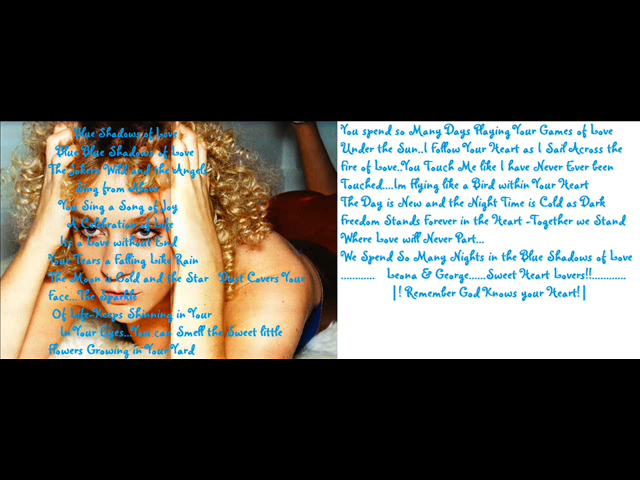 Blue Shadows of Love
Blue Blue Shadows of Love
The Jokers Wild and the Angels
Sing from Above
You Sing a Song of Joy
A Celebration of Life
Its a Love without End
Your Tears a Falling Like Rain
The Moon is Gold and the Star Dust Covers Your
Face...The Sparkle
Of Life-Keeps Shinning in Your
In Your Eyes...You can Smell the Sweet little
Flowers Growing in Your Yard
You spend so Many Days Playing Your Games of Love
Under the Sun..I Follow Your Heart as I Sail Across the
Fire of Love..You Touch Me like I have Never Ever been
Touched....Im Flying like a Bird within Your Heart
The Day is New and the Night Time is Cold as Dark
Freedom Stands Forever in the Heart -Together we Stand
Where Love will Never Part...
We Spend So Many Nights in the Blue Shadows of Love
............ Leona & George......Sweet Heart Lovers!!............
|! Remember God Knows your Heart!|